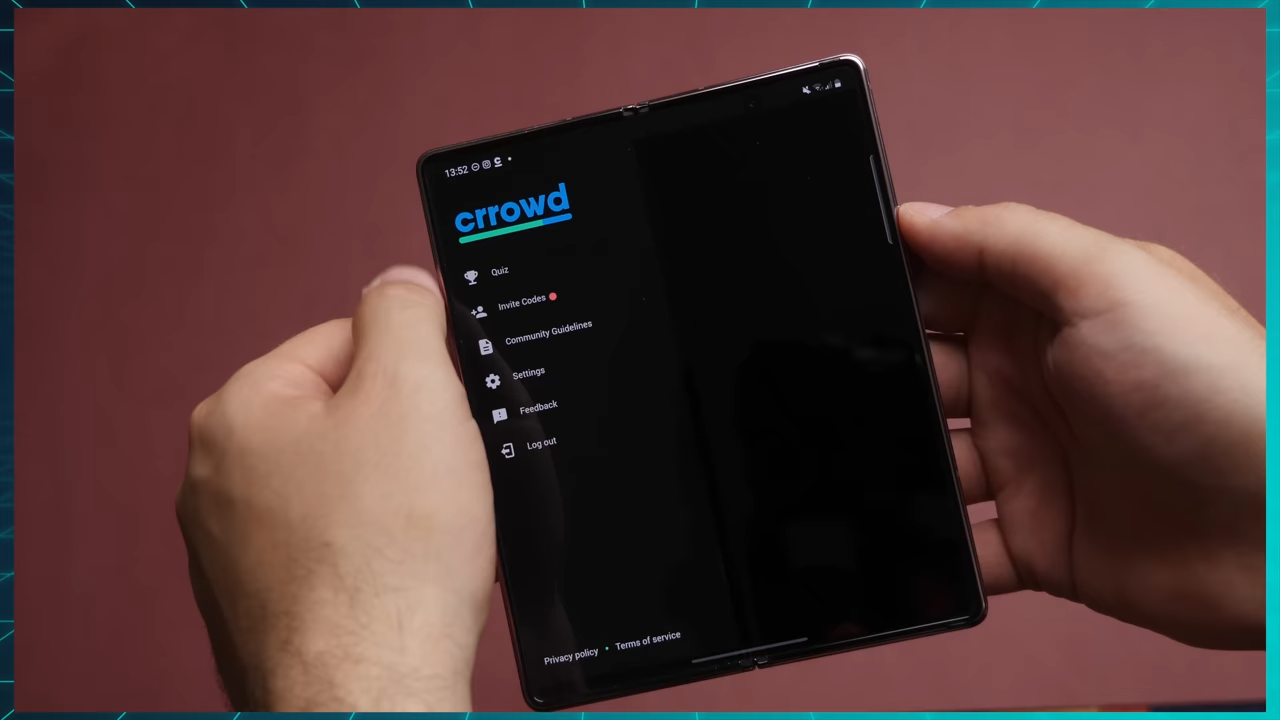 13:52
crrowd
Quiz
Invite Codes
Community Guidelines
Settings
Feedback
Log out
Privacy policy • Terms of service